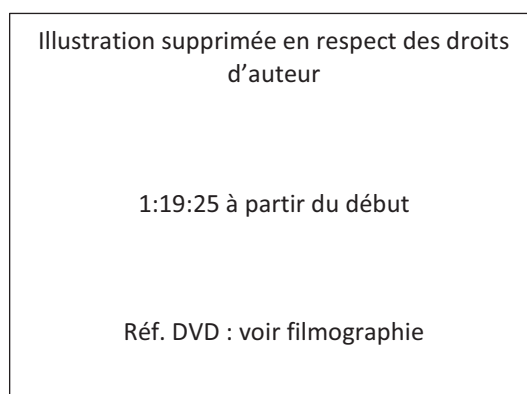 Illustration supprimée en respect des droits
d’auteur
1:19:25 à partir du début
Réf. DVD : voir filmographie